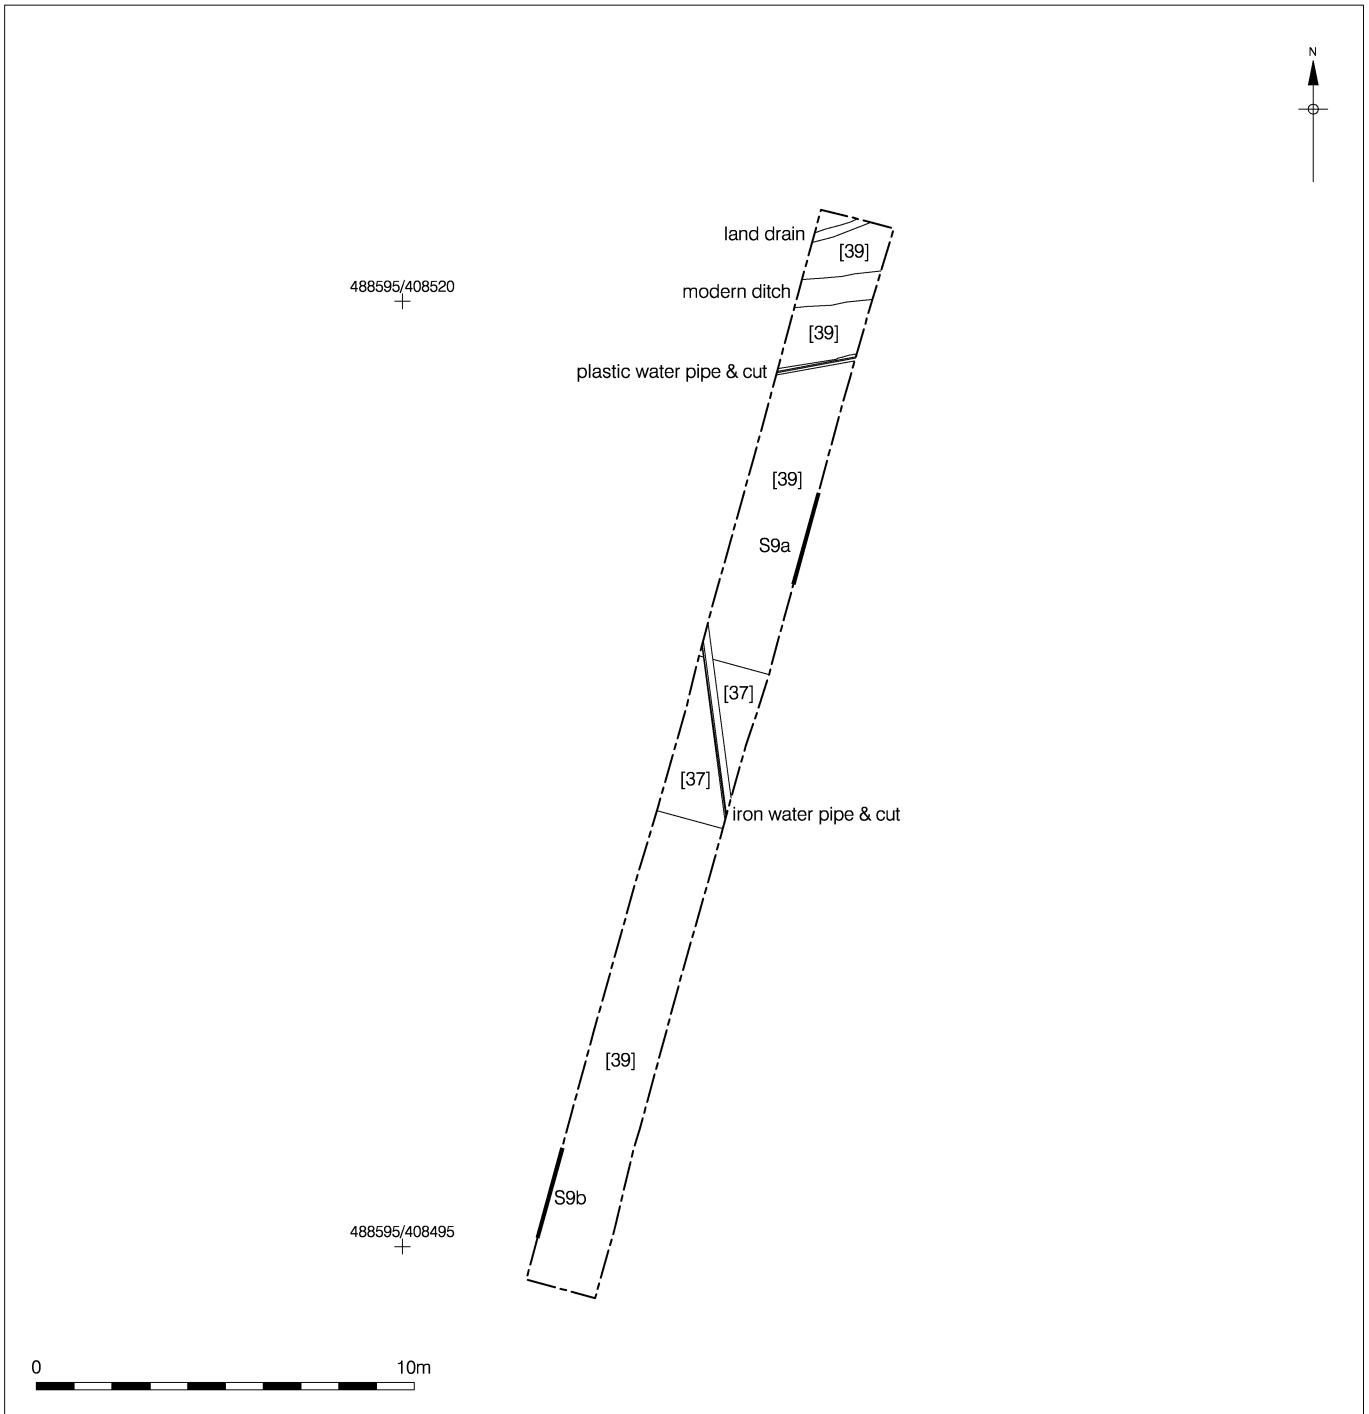 N
land drain
[39]
488595/408520
modern ditch
[39]
plastic water pipe & cut
[39]
S9a
[37]
[37]
iron water pipe & cut
[39]
S9b
488595/408495
0 10m